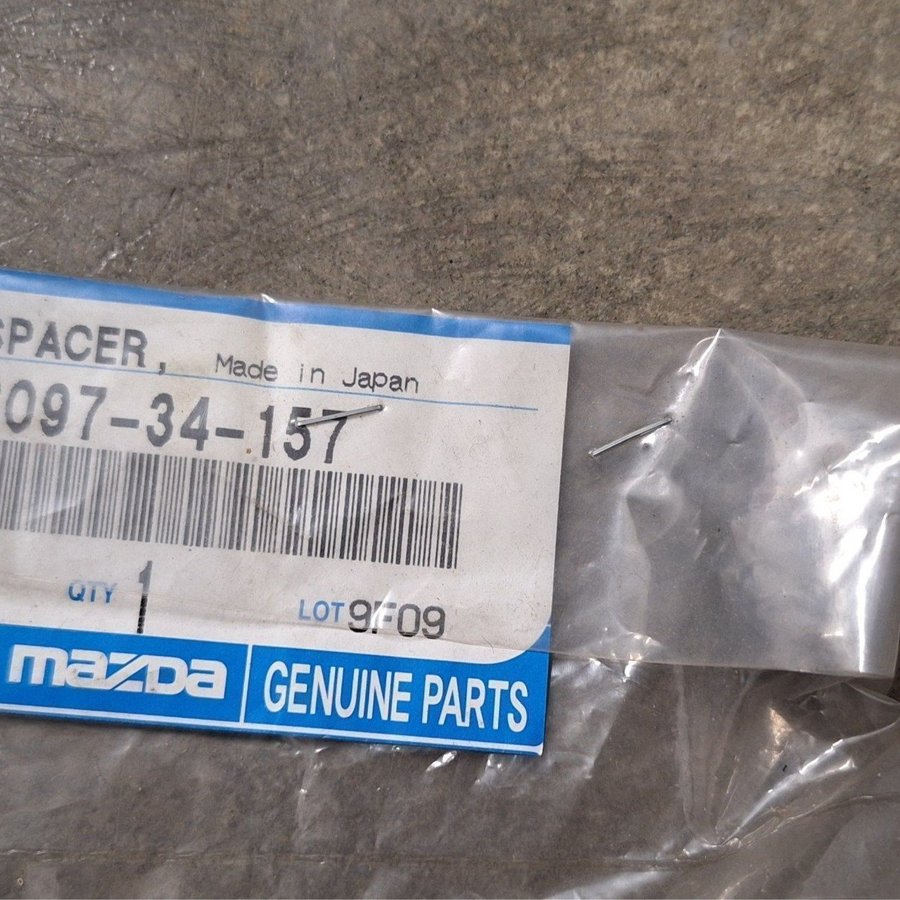 SPACER, Made in Japan
097-34-157
QTY 1
LOT 9F09
mazda GENUINE PARTS